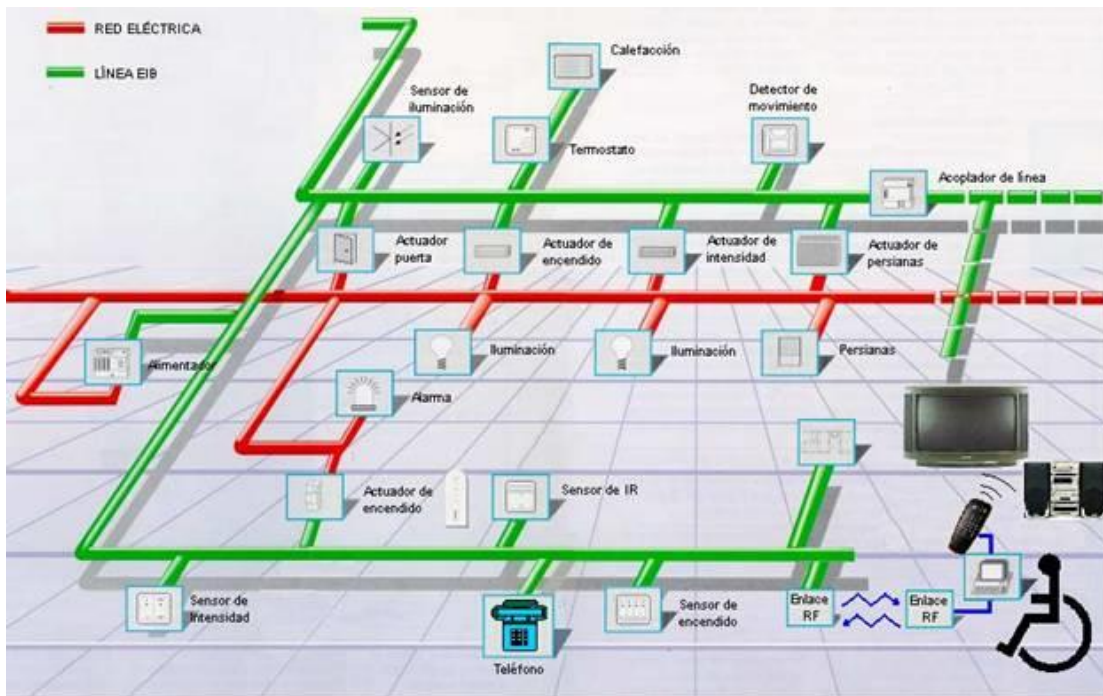 RED ELÉCTRICA
LÍNEA EIB
Calefacción
Sensor de
iluminación
Detector de
movimiento
Termostato
Acoplador de línea
Actuador
puerta
Actuador de
encendido
Actuador de
intensidad
Actuador de
persianas
Alimentador
Iluminación
Iluminación
Persianas
Alarma
Actuador de
encendido
Sensor de IR
Sensor de
Intensidad
Teléfono
Sensor de
encendido
Enlace
RF
Enlace
RF